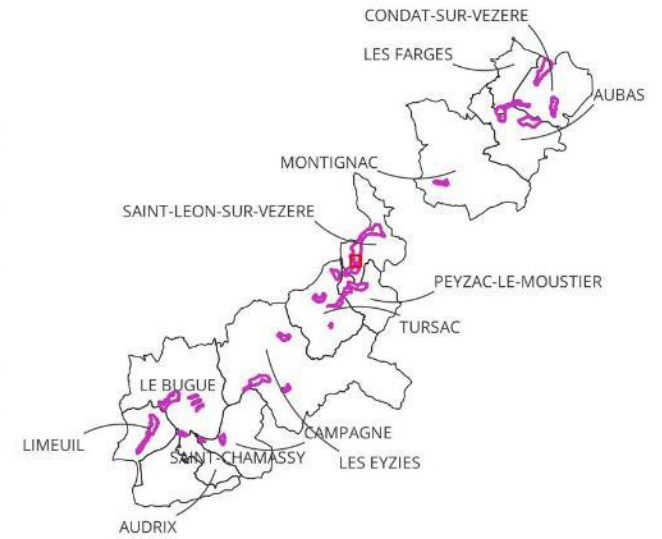 CONDAT-SUR-VEZERE
LES FARGES
AUBAS
MONTIGNAC
SAINT-LEON-SUR-VEZERE
PEYZAC-LE-MOUSTIER
TURSAC
LE BUGUE
CAMPAGNE
LIMEUIL
SAINT-CHAMASSY
LES EYZIES
AUDRIX